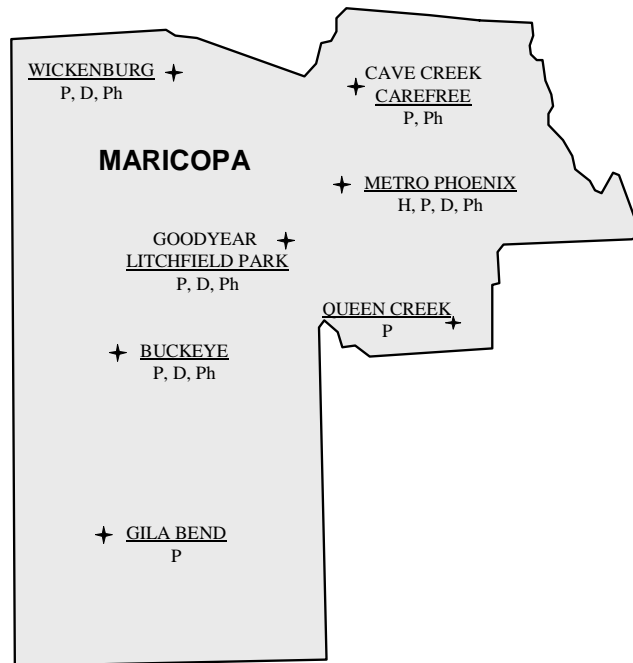 WICKENBURG
P, D, Ph
CAVE CREEK
CAREFREE
P, Ph
MARICOPA
METRO PHOENIX
H, P, D, Ph
GOODYEAR
LITCHFIELD PARK
P, D, Ph
QUEEN CREEK
P
BUCKEYE
P, D, Ph
GILA BEND
P